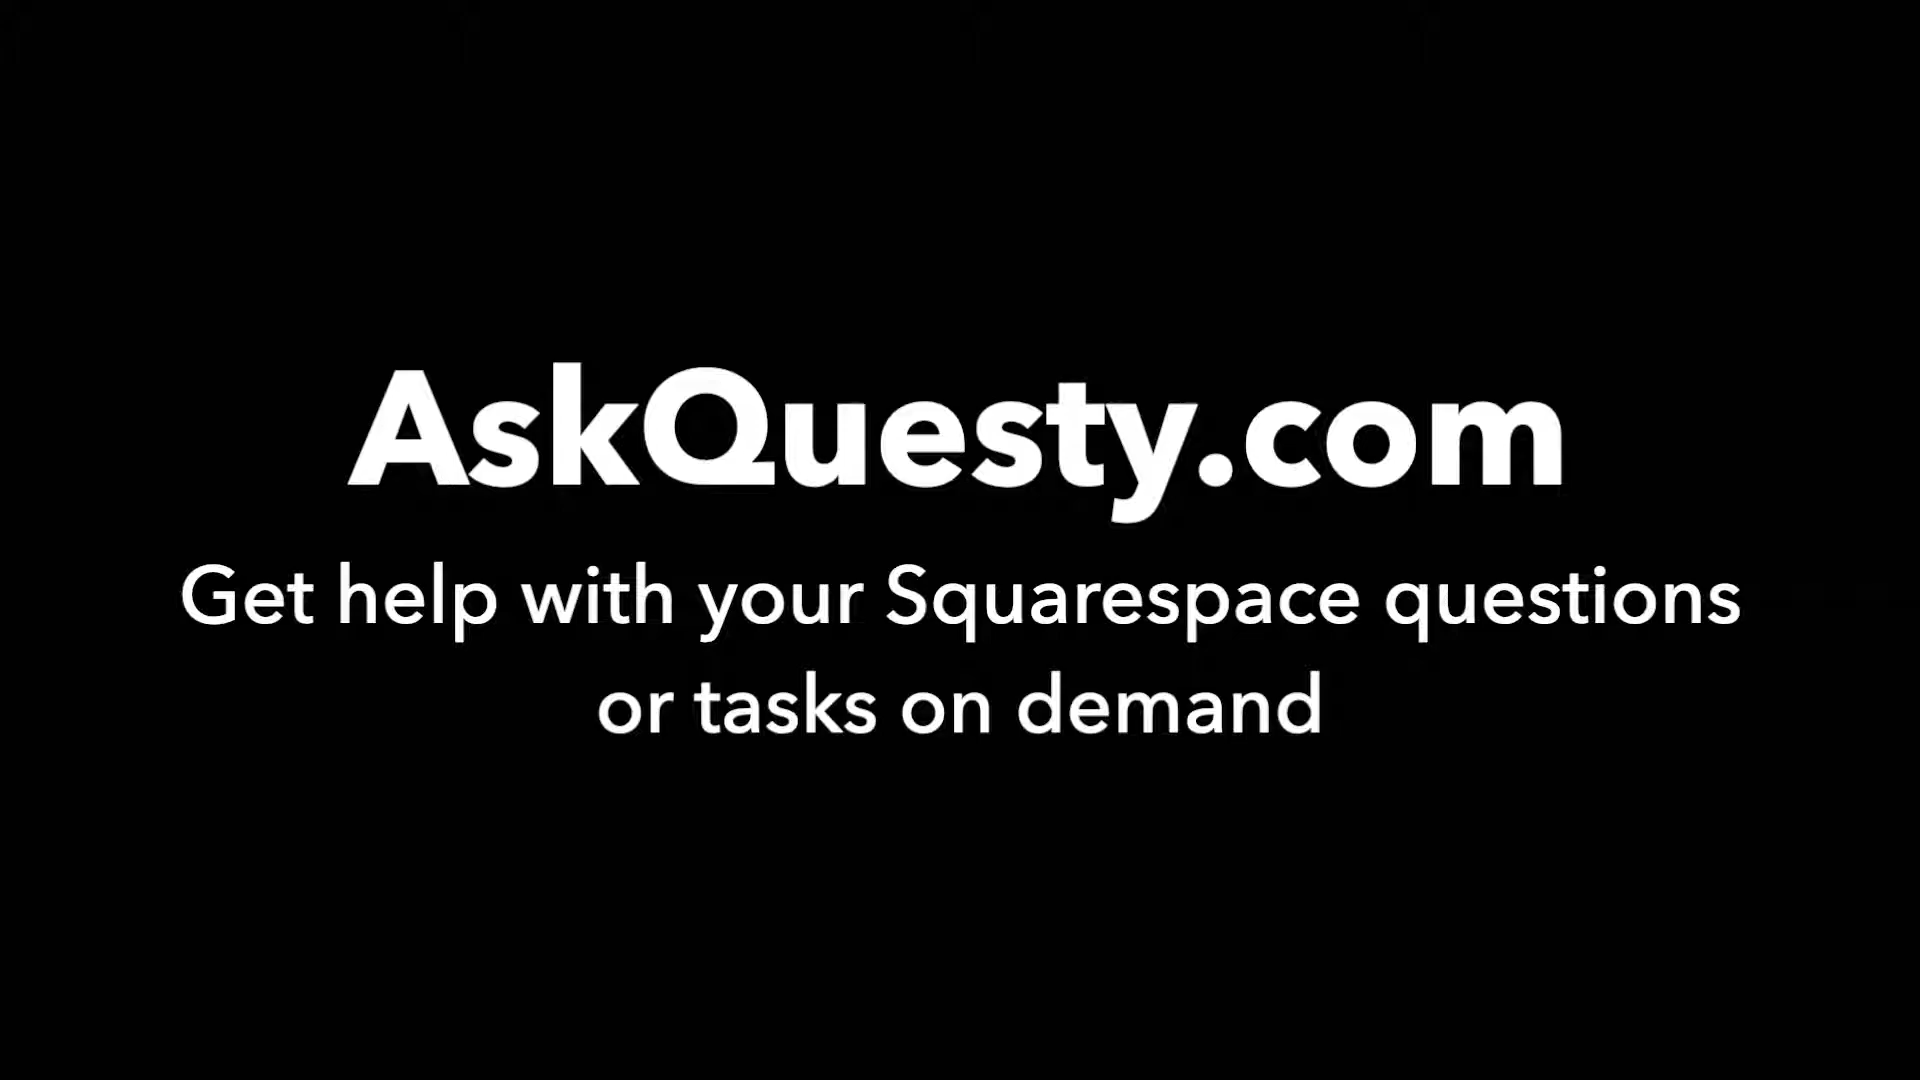 AskQuesty.com
Get help with your Squarespace questions
or tasks on demand